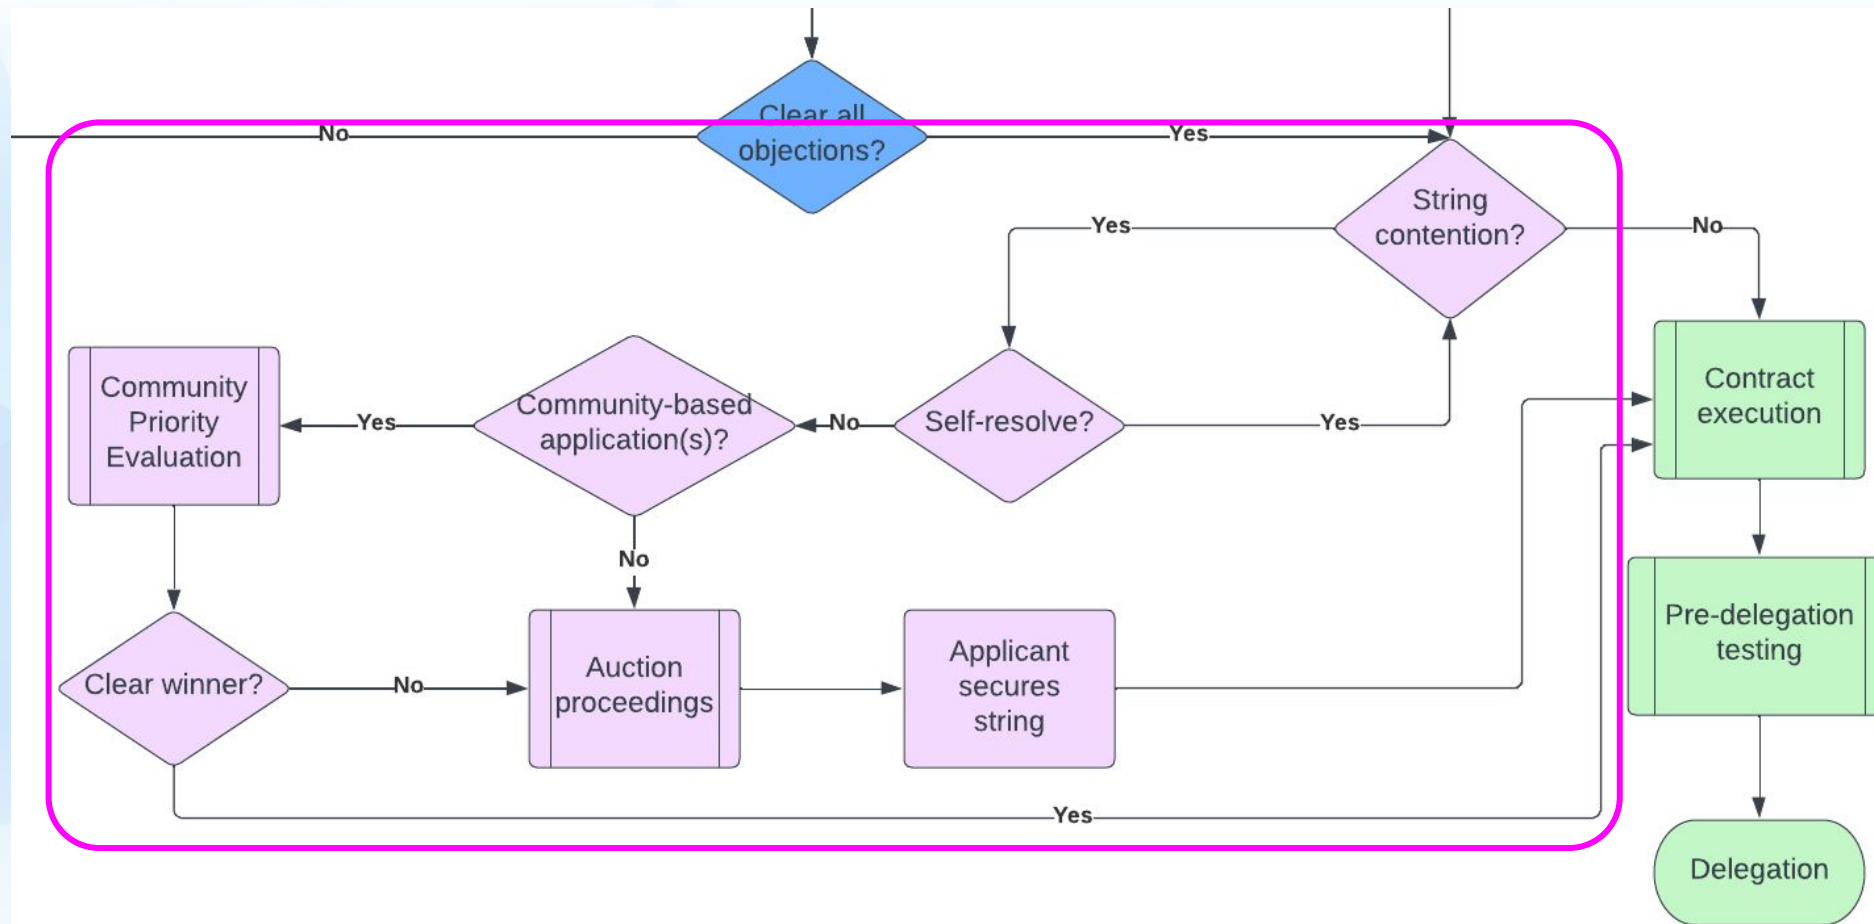 Clear all
objections?
No
Yes
String
contention?
Yes
No
Community
Priority
Evaluation
Yes
Community-based
application(s)?
No
Self-resolve?
Yes
Contract
execution
No
Clear winner?
No
Auction
proceedings
Applicant
secures
string
Pre-delegation
testing
Yes
Delegation